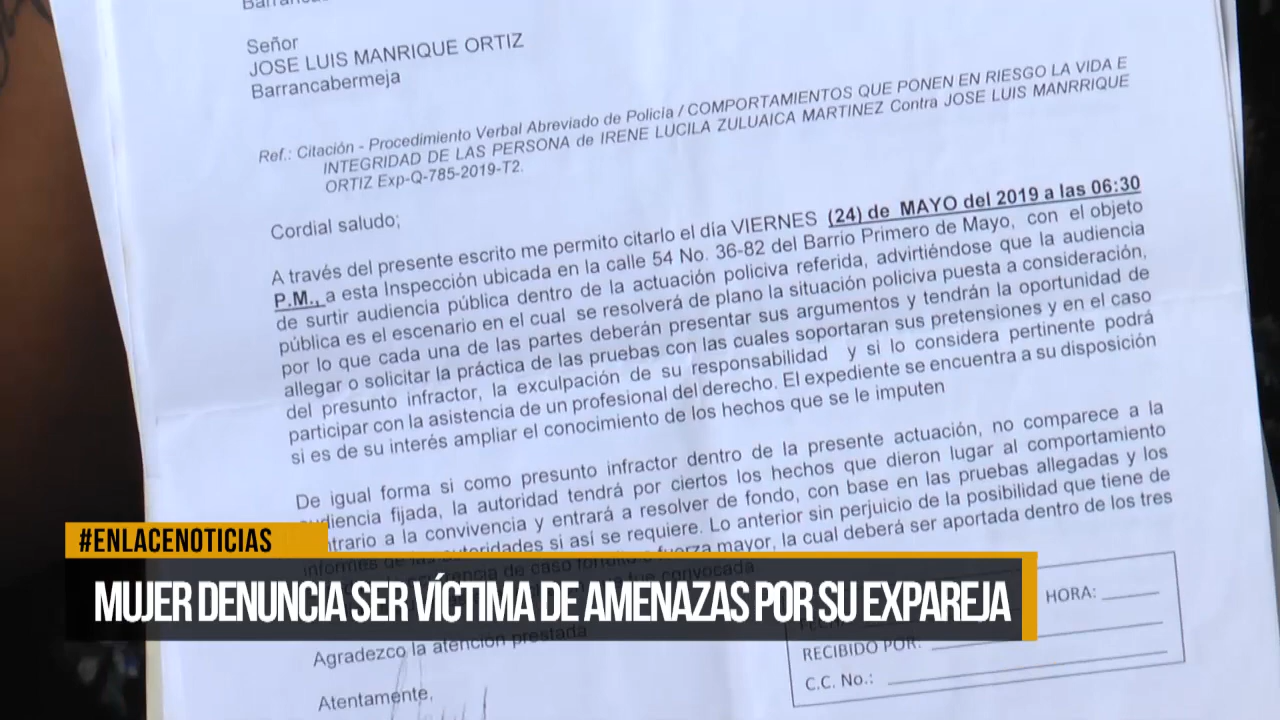 Señor
JOSE LUIS MANRIQUE ORTIZ
Barrancabermeja
Ref.: Citación - Procedimiento Verbal Abreviado de Policia / COMPORTAMIENTOS QUE PONEN EN RIESGO LA VIDA E
INTEGRIDAD DE LAS PERSONA de IRENE LUCILA ZULUAICA MARTINEZ Contra JOSE LUIS MANRRIQUE
ORTIZ Exp-Q-785-2019-T2.
Cordial saludo;
A través del presente escrito me permito citarlo el día VIERNES (24) de MAYO del 2019 a las 06:30
P.M., a esta Inspección ubicada en la calle 54 No. 36-82 del Barrio Primero de Mayo, con el objeto
de surtir audiencia pública dentro de la actuación policiva referida, advirtiéndose que la audiencia
pública es el escenario en el cual se resolverá de plano la situación policiva puesta a consideración,
por lo que cada una de las partes deberán presentar sus argumentos y tendrán la oportunidad de
allegar o solicitar la práctica de las pruebas con las cuales soportaran sus pretensiones y en el caso
del presunto infractor, la exculpación de su responsabilidad y si lo considera pertinente podrá
participar con la asistencia de un profesional del derecho. El expediente se encuentra a su disposición
si es de su interés ampliar el conocimiento de los hechos que se le imputen
De igual forma si como presunto infractor dentro de la presente actuación, no comparece a la
diencia fijada, la autoridad tendrá por ciertos los hechos que dieron lugar al comportamiento
ntrario a la convivencia y entrará a resolver de fondo, con base en las pruebas allegadas y los
informes de las autoridades si así se requiere. Lo anterior sin perjuicio de la posibilidad que tiene de
de caso fortuito o fuerza mayor, la cual deberá ser aportada dentro de los tres
convocada
#ENLACENOTICIAS
MUJER DENUNCIA SER VÍCTIMA DE AMENAZAS POR SU EXPAREJA
HORA:
Agradezco la atención prestada
RECIBIDO POR:
C.C. No.:
Atentamente,